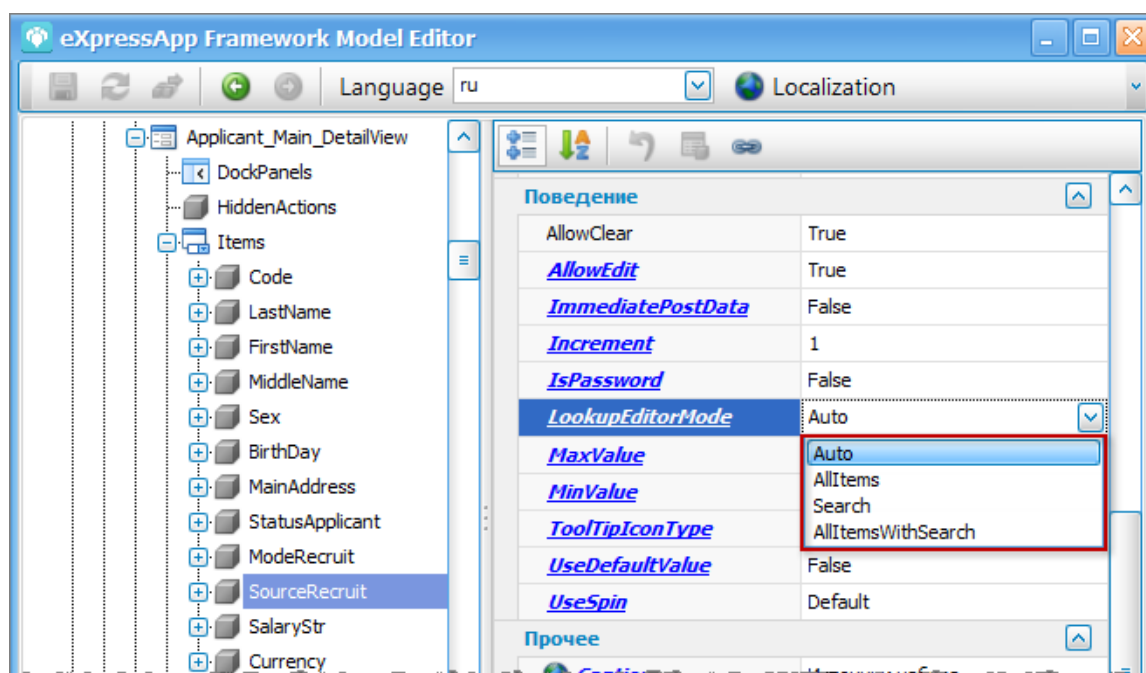 eXpressApp Framework Model Editor
Language ru Localization
Applicant_Main_DetailView
DockPanels
HiddenActions
Items
Code
LastName
FirstName
MiddleName
Sex
BirthDay
MainAddress
StatusApplicant
ModeRecruit
SourceRecruit
SalaryStr
Currency
Поведение
AllowClear True
AllowEdit True
ImmediatePostData False
Increment 1
IsPassword False
LookupEditorMode Auto
MaxValue
MinValue
ToolTipIconType
Auto
AllItems
Search
AllItemsWithSearch
UseDefaultValue False
UseSpin Default
Прочее